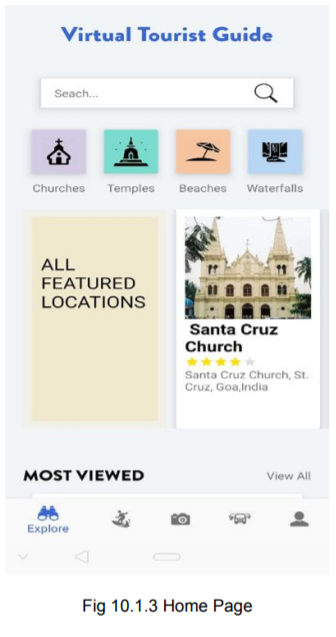 Virtual Tourist Guide
Seach...
Churches Temples Beaches Waterfalls
ALL
FEATURED
LOCATIONS
Santa Cruz
Church
Santa Cruz Church, St.
Cruz, Goa,India
MOST VIEWED View All
Explore
Fig 10.1.3 Home Page